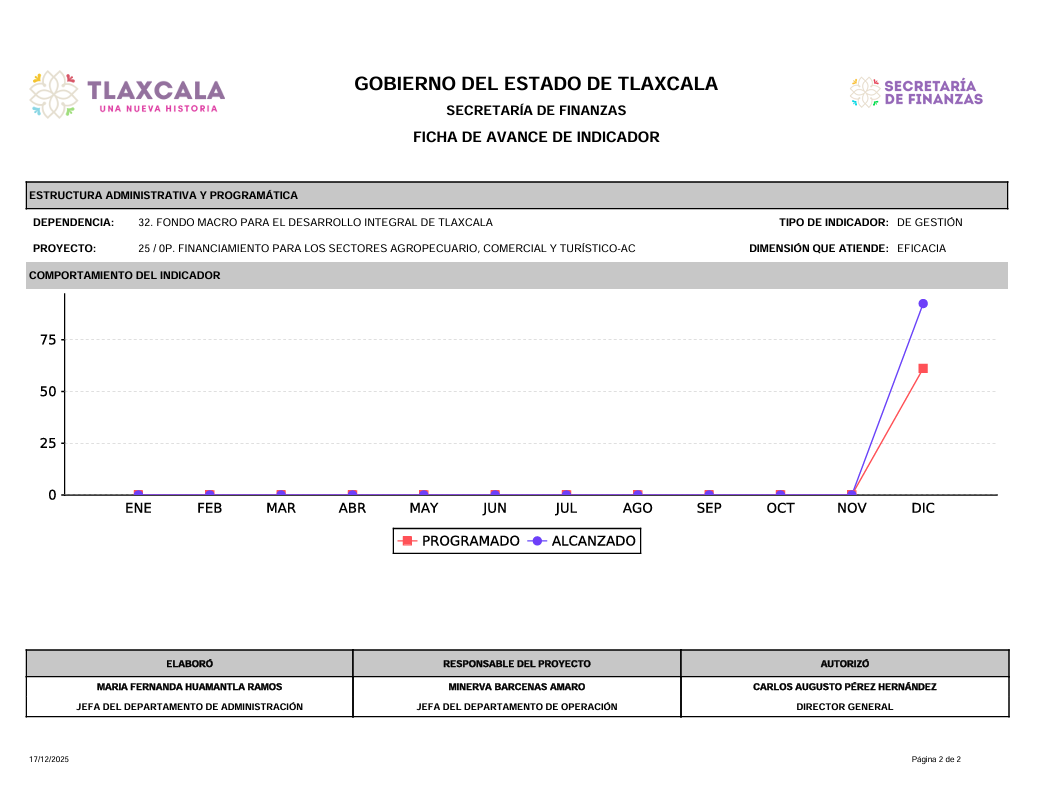 TLAXCALA
UNA NUEVA HISTORIA
GOBIERNO DEL ESTADO DE TLAXCALA
SECRETARÍA DE FINANZAS
FICHA DE AVANCE DE INDICADOR
SECRETARÍA
DE FINANZAS
ESTRUCTURA ADMINISTRATIVA Y PROGRAMÁTICA
DEPENDENCIA: 32. FONDO MACRO PARA EL DESARROLLO INTEGRAL DE TLAXCALA TIPO DE INDICADOR: DE GESTIÓN
PROYECTO: 25 / 0P. FINANCIAMIENTO PARA LOS SECTORES AGROPECUARIO, COMERCIAL Y TURÍSTICO-AC DIMENSIÓN QUE ATIENDE: EFICACIA
COMPORTAMIENTO DEL INDICADOR
75
50
25
0
ENE FEB MAR ABR MAY JUN JUL AGO SEP OCT NOV DIC
PROGRAMADO ALCANZADO
ELABORÓ RESPONSABLE DEL PROYECTO AUTORIZÓ
MARIA FERNANDA HUAMANTLA RAMOS MINERVA BARCENAS AMARO CARLOS AUGUSTO PÉREZ HERNÁNDEZ
JEFA DEL DEPARTAMENTO DE ADMINISTRACIÓN JEFA DEL DEPARTAMENTO DE OPERACIÓN DIRECTOR GENERAL
17/12/2025 Página 2 de 2